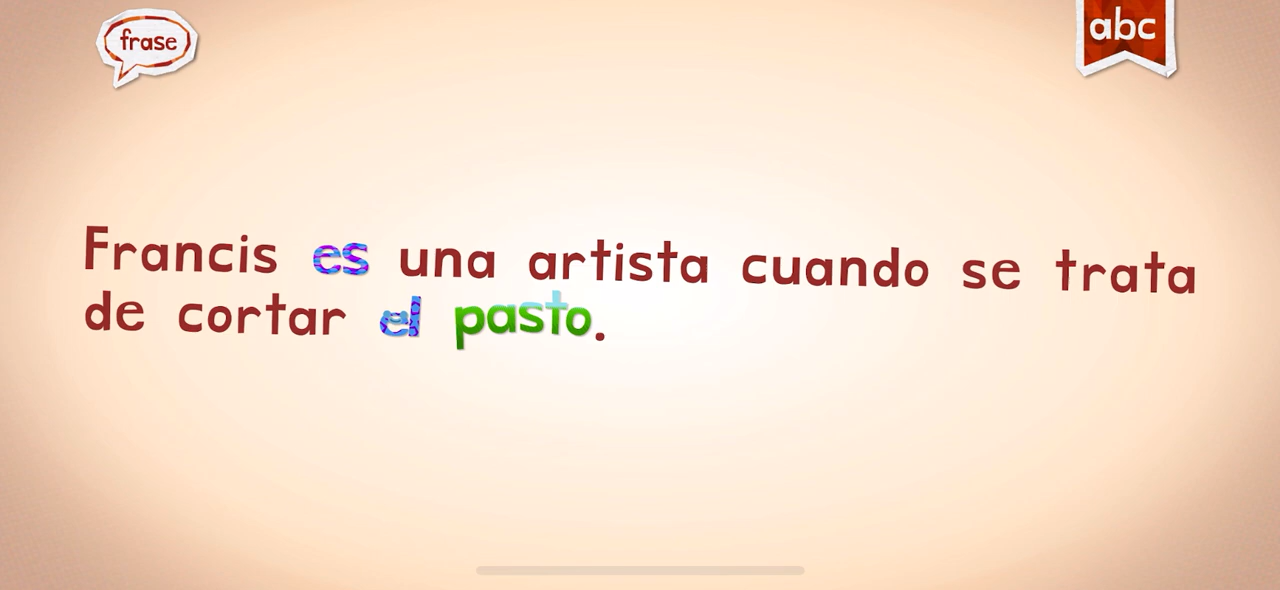 frase
abc
Francis es una artista cuando se trata
de cortar el pasto.